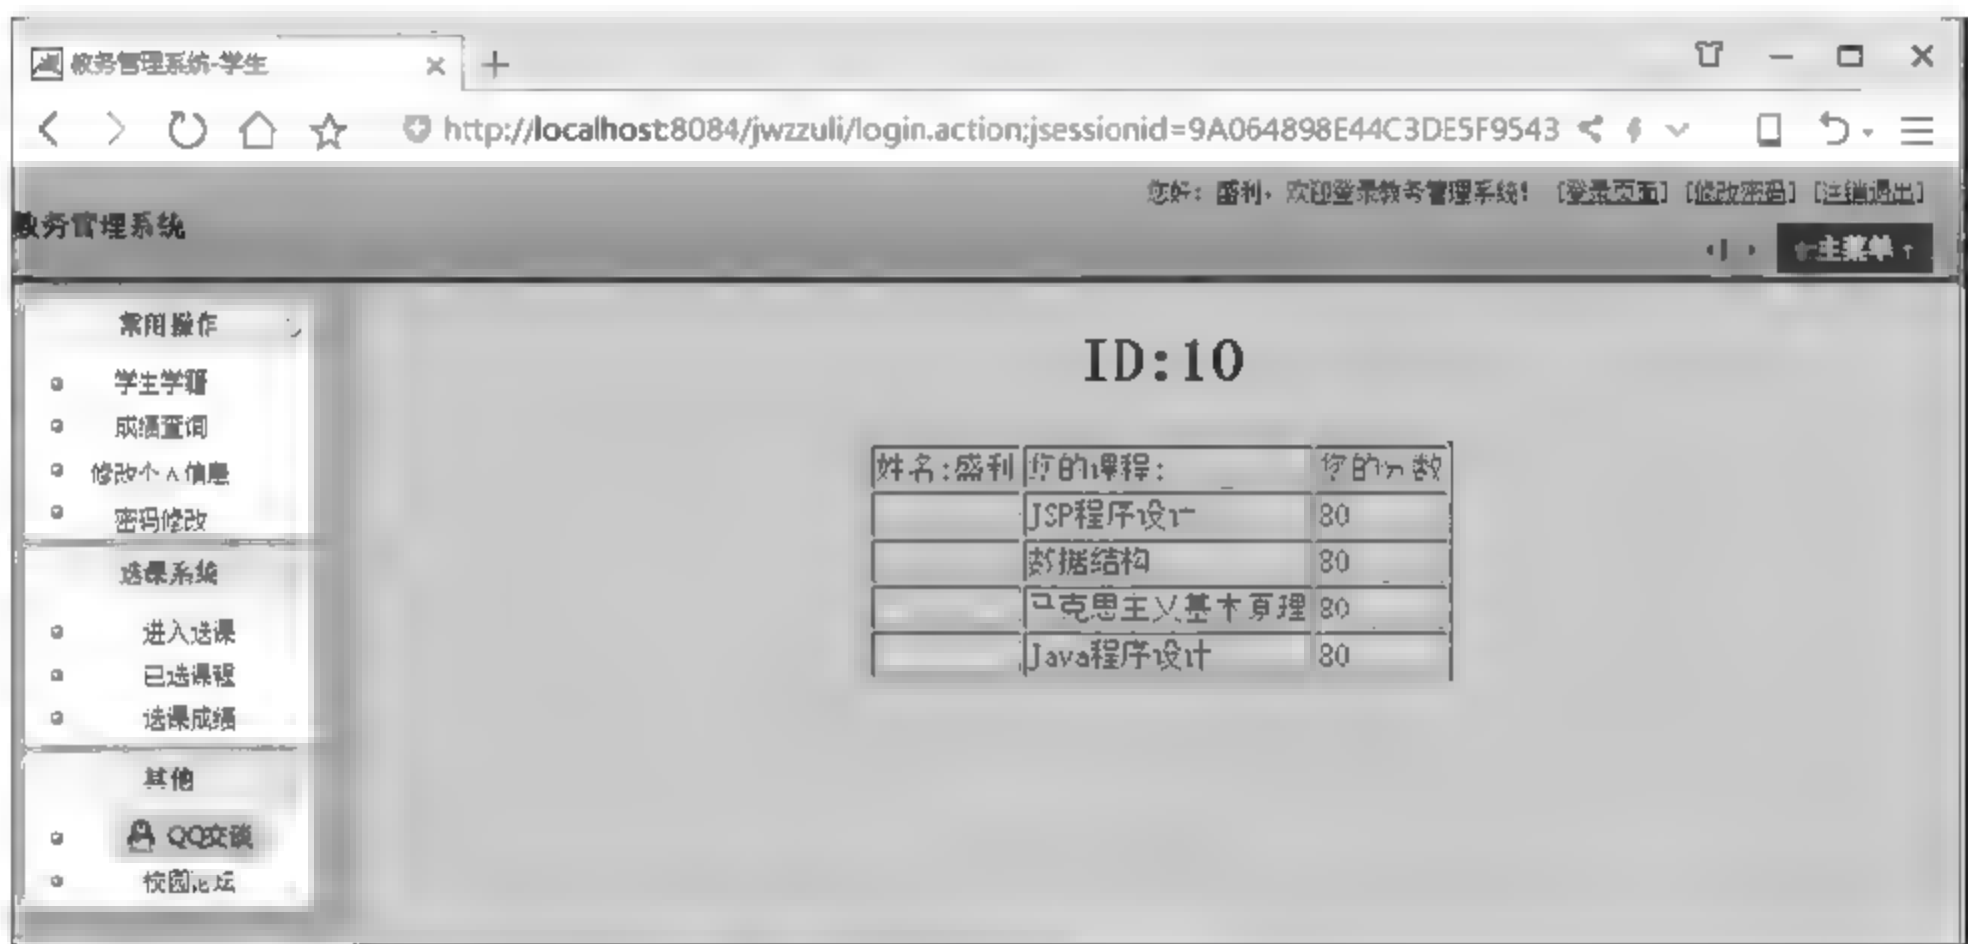 教务管理系统-学生
http://localhost:8084/jwzzuli/login.action;jsessionid=9A064898E44C3DE5F9543
您好：盛利，欢迎登录教务管理系统！ [登录页面] [修改密码] [注销退出]
教务管理系统
主菜单
常用操作
学生学籍
成绩查询
修改个人信息
密码修改
选课系统
进入选课
已选课程
选课成绩
其他
QQ交谈
校园论坛
ID:10
姓名:盛利 你的课程: 你的分数
JSP程序设计 80
数据结构 80
马克思主义基本原理 80
Java程序设计 80